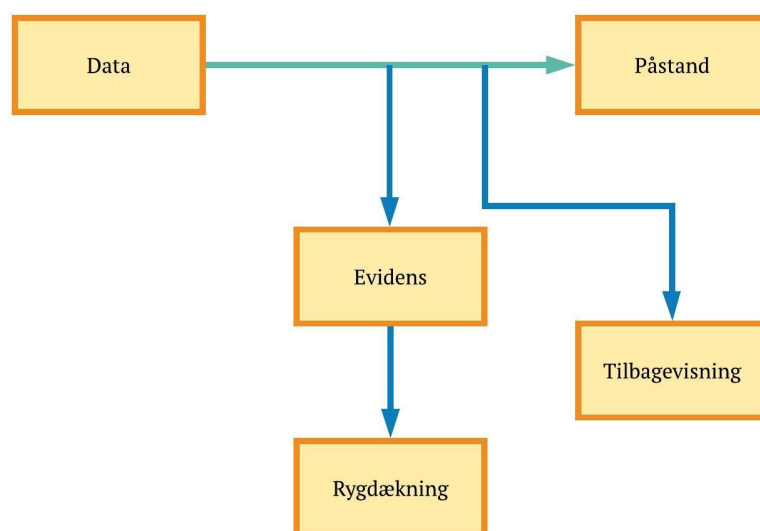 Data
Påstand
Evidens
Tilbagevisning
Rygdækning